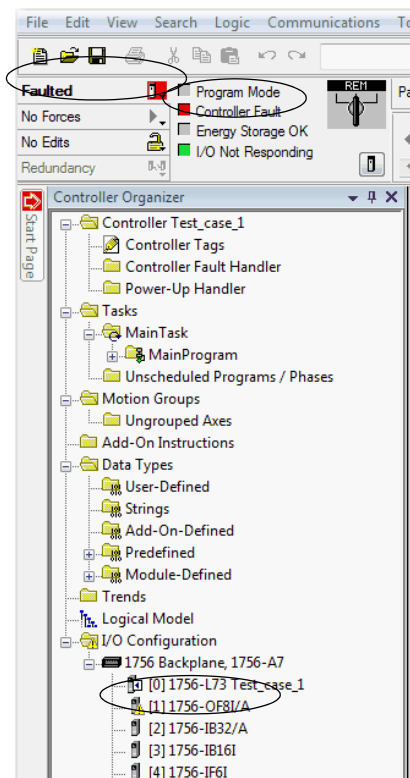 File Edit View Search Logic Communications To
Faulted
Program Mode
REM
Pa
No Forces
Controller Fault
Energy Storage OK
No Edits
I/O Not Responding
Redundancy
Start Page
Controller Organizer
Controller Test_case_1
Controller Tags
Controller Fault Handler
Power-Up Handler
Tasks
MainTask
MainProgram
Unscheduled Programs / Phases
Motion Groups
Ungrouped Axes
Add-On Instructions
Data Types
User-Defined
Strings
Add-On-Defined
Predefined
Module-Defined
Trends
Logical Model
I/O Configuration
1756 Backplane, 1756-A7
[0] 1756-L73 Test_case_1
[1] 1756-OF8I/A
[2] 1756-IB32/A
[3] 1756-IB16I
[4] 1756-IF6I